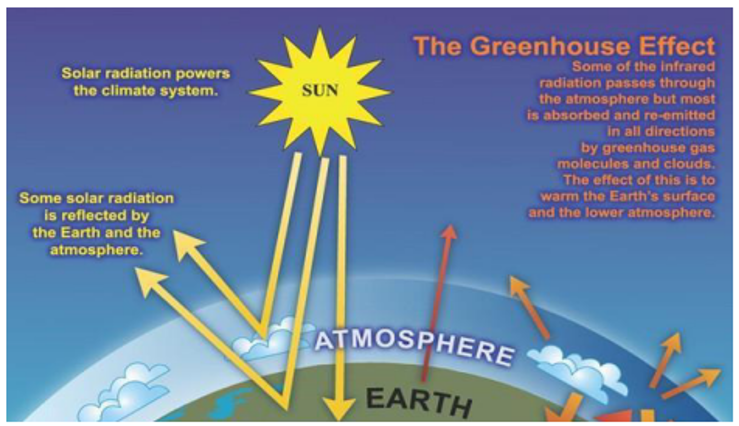 The Greenhouse Effect
Some of the infrared
radiation passes through
the atmosphere but most
is absorbed and re-emitted
in all directions
by greenhouse gas
molecules and clouds.
The effect of this is to
warm the Earth's surface
and the lower atmosphere.
Solar radiation powers
the climate system.
SUN
Some solar radiation
is reflected by
the Earth and the
atmosphere.
ATMOSPHERE
EARTH